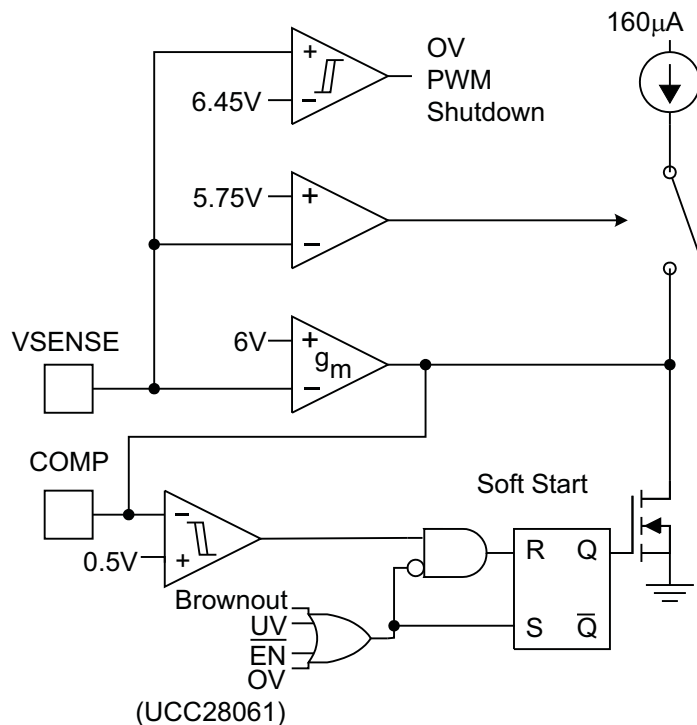 160μA
OV
PWM
Shutdown
+
6.45V
−
5.75V
+
−
VSENSE
6V
+
gm
−
COMP
−
0.5V
+
Soft Start
R Q
S Q̅
Brownout
UV
E̅N̅
OV
(UCC28061)